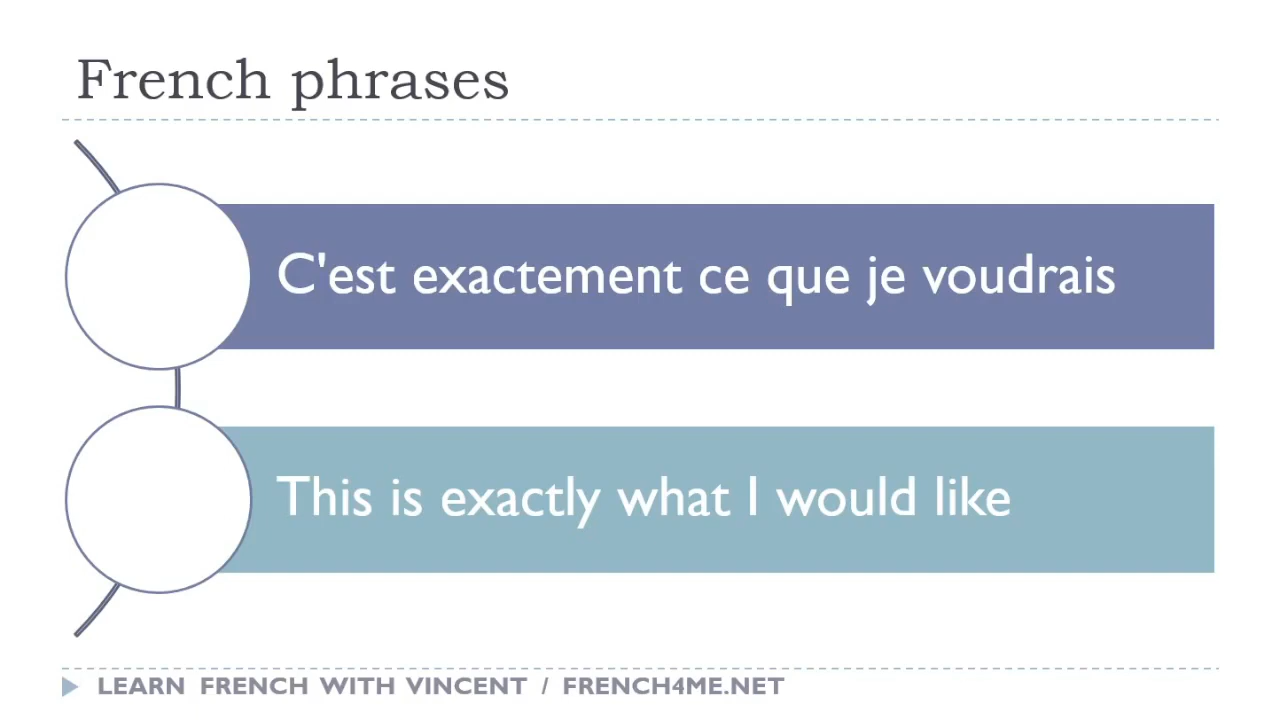 French phrases
C'est exactement ce que je voudrais
This is exactly what I would like
LEARN FRENCH WITH VINCENT / FRENCH4ME.NET